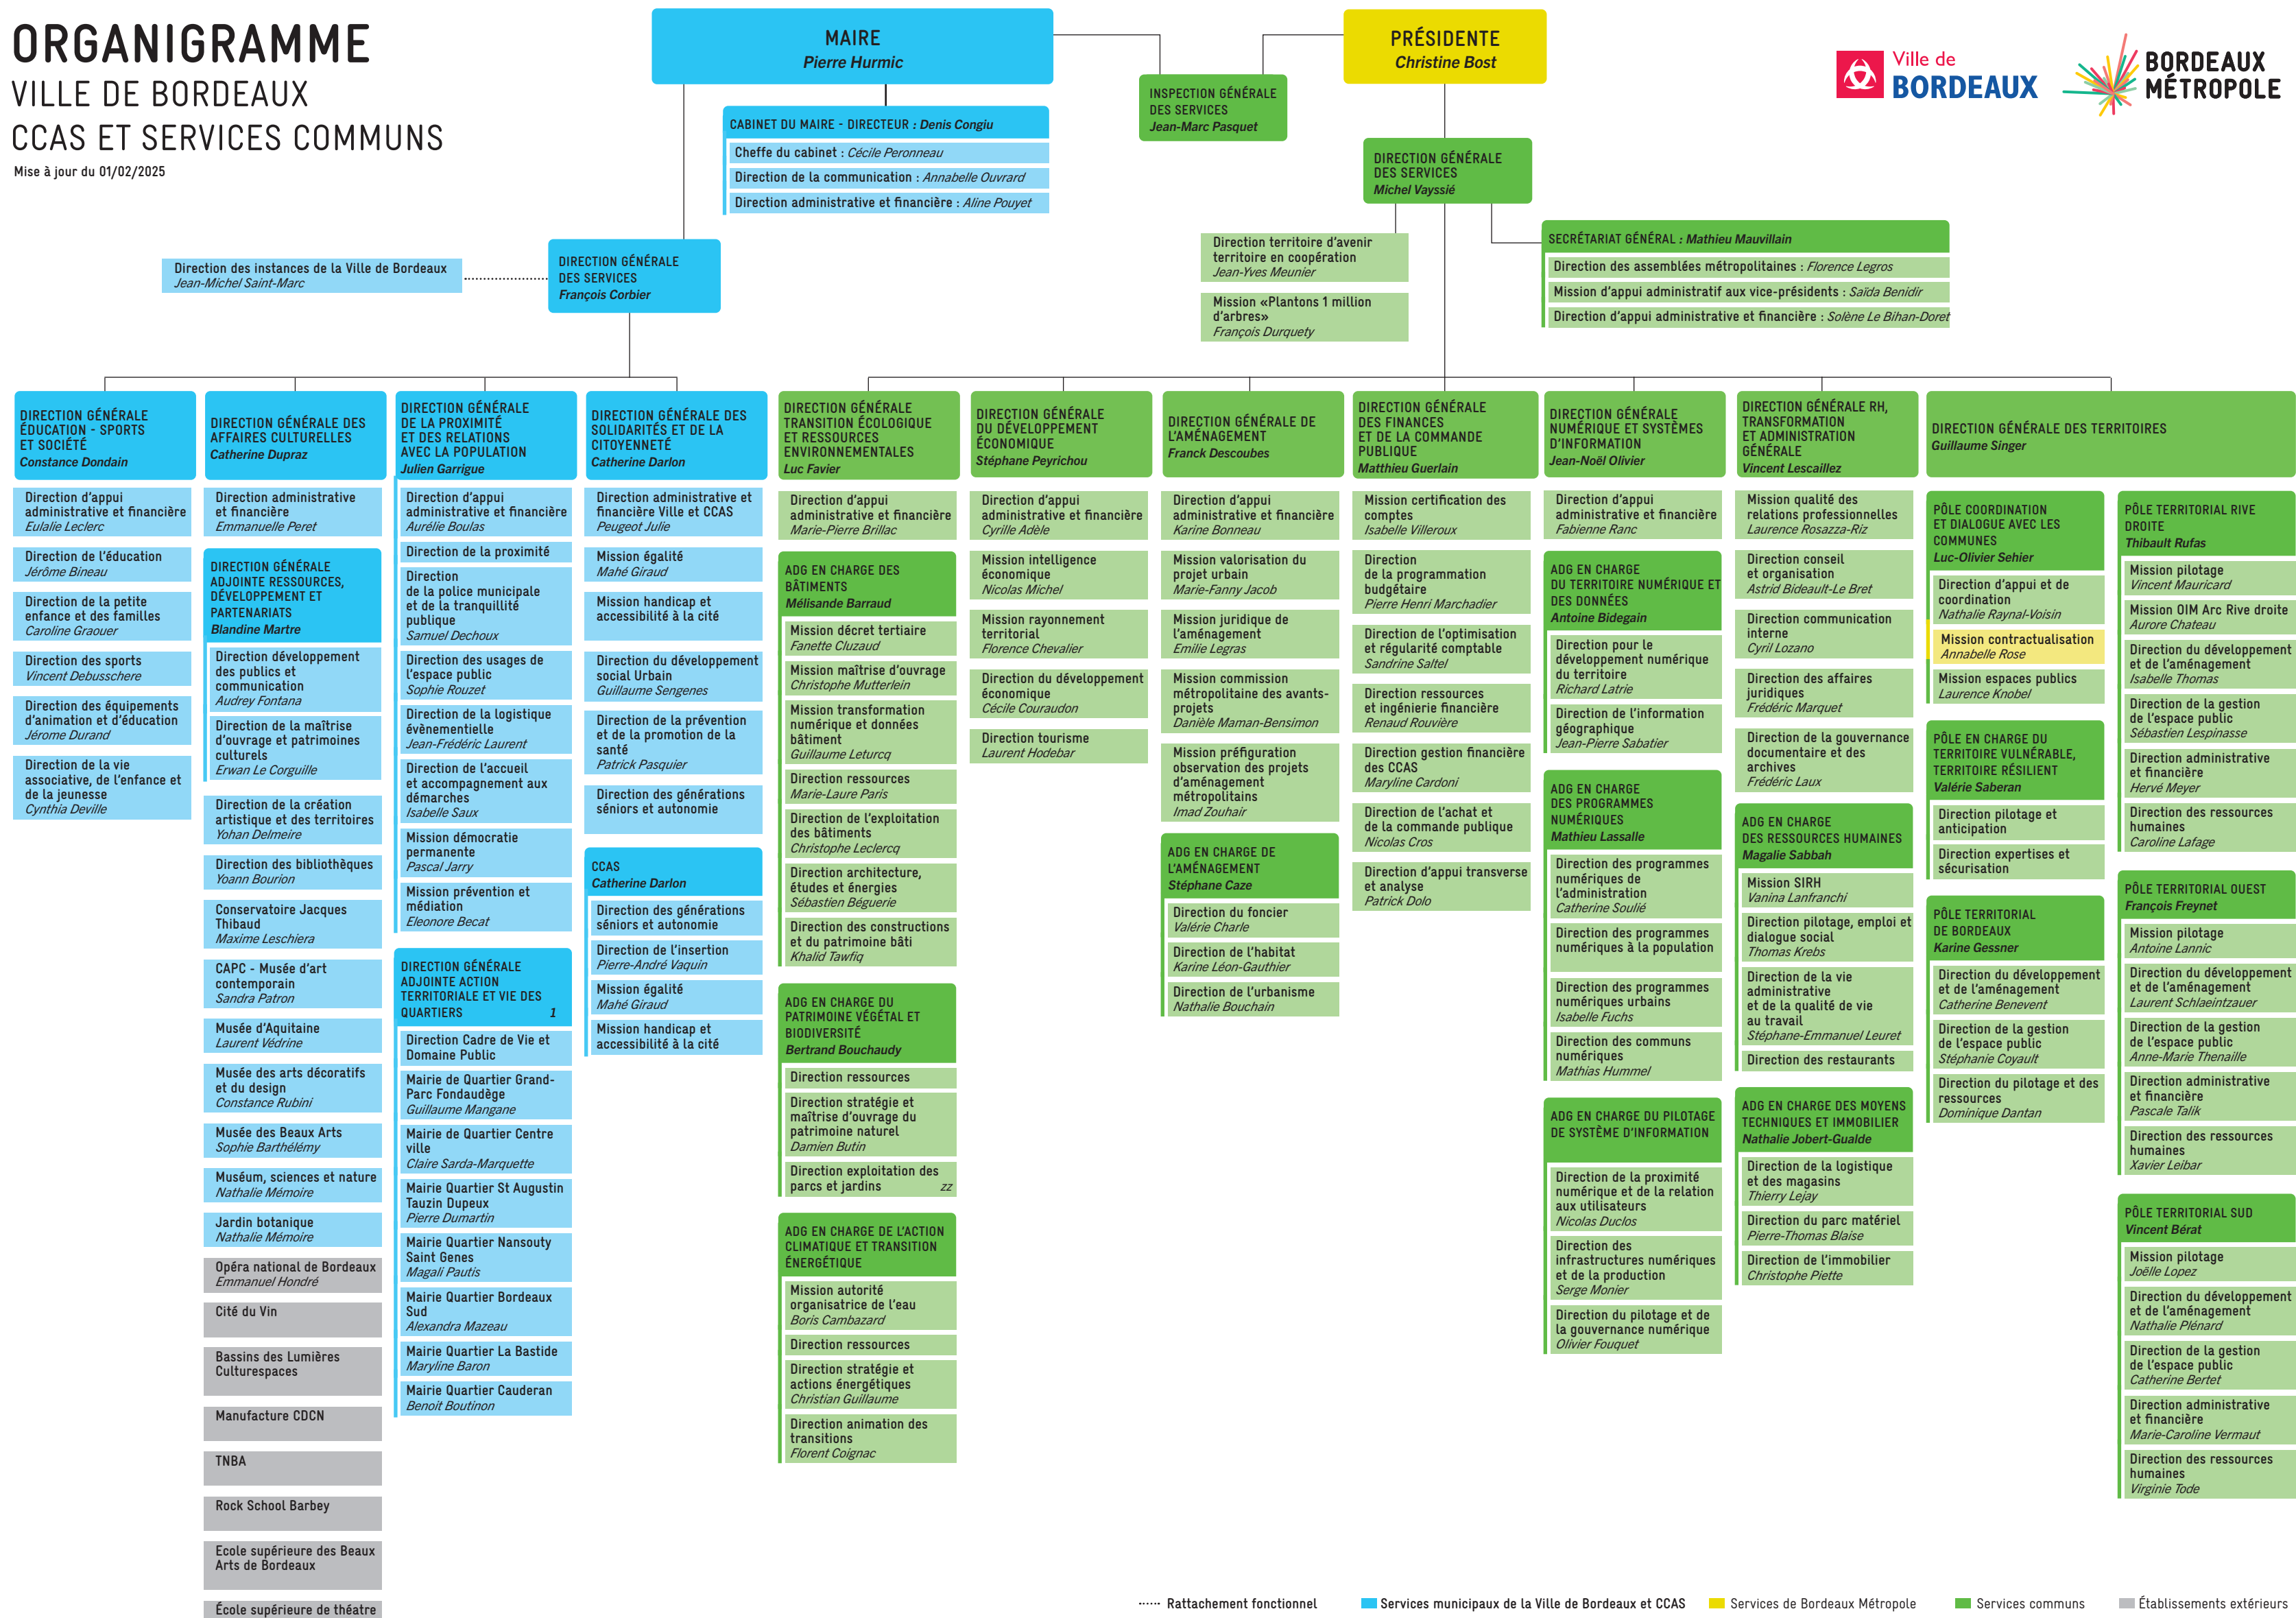 ORGANIGRAMME
VILLE DE BORDEAUX
CCAS ET SERVICES COMMUNS
Mise à jour du 01/02/2025
MAIRE
Pierre Hurmic
PRÉSIDENTE
Christine Bost
Ville de
BORDEAUX
BORDEAUX
MÉTROPOLE
INSPECTION GÉNÉRALE
DES SERVICES
Jean-Marc Pasquet
CABINET DU MAIRE - DIRECTEUR : Denis Congiu
Cheffe du cabinet : Cécile Peronneau
Direction de la communication : Annabelle Ouvrard
Direction administrative et financière : Aline Pouyet
DIRECTION GÉNÉRALE
DES SERVICES
Michel Vayssié
Direction territoire d'avenir
territoire en coopération
Jean-Yves Meunier
Mission «Plantons 1 million
d'arbres»
François Durquety
SECRÉTARIAT GÉNÉRAL : Mathieu Mauvillain
Direction des assemblées métropolitaines : Florence Legros
Mission d'appui administratif aux vice-présidents : Saïda Benidir
Direction d'appui administrative et financière : Solène Le Bihan-Doret
Direction des instances de la Ville de Bordeaux
Jean-Michel Saint-Marc
DIRECTION GÉNÉRALE
DES SERVICES
François Corbier
DIRECTION GÉNÉRALE
ÉDUCATION - SPORTS
ET SOCIÉTÉ
Constance Dondain
Direction d'appui
administrative et financière
Eulalie Leclerc
Direction de l'éducation
Jérôme Bineau
Direction de la petite
enfance et des familles
Caroline Graouer
Direction des sports
Vincent Debusschere
Direction des équipements
d'animation et d'éducation
Jérome Durand
Direction de la vie
associative, de l'enfance et
de la jeunesse
Cynthia Deville
DIRECTION GÉNÉRALE DES
AFFAIRES CULTURELLES
Catherine Dupraz
Direction administrative
et financière
Emmanuelle Peret
DIRECTION GÉNÉRALE
ADJOINTE RESSOURCES,
DÉVELOPPEMENT ET
PARTENARIATS
Blandine Martre
Direction développement
des publics et
communication
Audrey Fontana
Direction de la maîtrise
d'ouvrage et patrimoines
culturels
Erwan Le Corguille
Direction de la création
artistique et des territoires
Yohan Delmeire
Direction des bibliothèques
Yoann Bourion
Conservatoire Jacques
Thibaud
Maxime Leschiera
CAPC - Musée d'art
contemporain
Sandra Patron
Musée d'Aquitaine
Laurent Védrine
Musée des arts décoratifs
et du design
Constance Rubini
Musée des Beaux Arts
Sophie Barthélémy
Muséum, sciences et nature
Nathalie Mémoire
Jardin botanique
Nathalie Mémoire
Opéra national de Bordeaux
Emmanuel Hondré
Cité du Vin
Bassins des Lumières
Culturespaces
Manufacture CDCN
TNBA
Rock School Barbey
Ecole supérieure des Beaux
Arts de Bordeaux
École supérieure de théatre
DIRECTION GÉNÉRALE
DE LA PROXIMITÉ
ET DES RELATIONS
AVEC LA POPULATION
Julien Garrigue
Direction d'appui
administrative et financière
Aurélie Boulas
Direction de la proximité
Direction
de la police municipale
et de la tranquillité
publique
Samuel Dechoux
Direction des usages de
l'espace public
Sophie Rouzet
Direction de la logistique
évènementielle
Jean-Frédéric Laurent
Direction de l'accueil
et accompagnement aux
démarches
Isabelle Saux
Mission démocratie
permanente
Pascal Jarry
Mission prévention et
médiation
Eleonore Becat
DIRECTION GÉNÉRALE
ADJOINTE ACTION
TERRITORIALE ET VIE DES
QUARTIERS 1
Direction Cadre de Vie et
Domaine Public
Mairie de Quartier Grand-
Parc Fondaudège
Guillaume Mangane
Mairie de Quartier Centre
ville
Claire Sarda-Marquette
Mairie Quartier St Augustin
Tauzin Dupeux
Pierre Dumartin
Mairie Quartier Nansouty
Saint Genes
Magali Pautis
Mairie Quartier Bordeaux
Sud
Alexandra Mazeau
Mairie Quartier La Bastide
Maryline Baron
Mairie Quartier Cauderan
Benoit Boutinon
DIRECTION GÉNÉRALE DES
SOLIDARITÉS ET DE LA
CITOYENNETÉ
Catherine Darlon
Direction administrative et
financière Ville et CCAS
Peugeot Julie
Mission égalité
Mahé Giraud
Mission handicap et
accessibilité à la cité
Direction du développement
social Urbain
Guillaume Sengenes
Direction de la prévention
et de la promotion de la
santé
Patrick Pasquier
Direction des générations
séniors et autonomie
CCAS
Catherine Darlon
Direction des générations
séniors et autonomie
Direction de l'insertion
Pierre-André Vaquin
Mission égalité
Mahé Giraud
Mission handicap et
accessibilité à la cité
DIRECTION GÉNÉRALE
TRANSITION ÉCOLOGIQUE
ET RESSOURCES
ENVIRONNEMENTALES
Luc Favier
Direction d'appui
administrative et financière
Marie-Pierre Brillac
ADG EN CHARGE DES
BÂTIMENTS
Mélisande Barraud
Mission décret tertiaire
Fanette Cluzaud
Mission maîtrise d'ouvrage
Christophe Mutterlein
Mission transformation
numérique et données
bâtiment
Guillaume Leturcq
Direction ressources
Marie-Laure Paris
Direction de l'exploitation
des bâtiments
Christophe Leclercq
Direction architecture,
études et énergies
Sébastien Béguerie
Direction des constructions
et du patrimoine bâti
Khalid Tawfiq
ADG EN CHARGE DU
PATRIMOINE VÉGÉTAL ET
BIODIVERSITÉ
Bertrand Bouchaudy
Direction ressources
Direction stratégie et
maîtrise d'ouvrage du
patrimoine naturel
Damien Butin
Direction exploitation des
parcs et jardins zz
ADG EN CHARGE DE L'ACTION
CLIMATIQUE ET TRANSITION
ÉNERGÉTIQUE
Mission autorité
organisatrice de l'eau
Boris Cambazard
Direction ressources
Direction stratégie et
actions énergétiques
Christian Guillaume
Direction animation des
transitions
Florent Coignac
DIRECTION GÉNÉRALE
DU DÉVELOPPEMENT
ÉCONOMIQUE
Stéphane Peyrichou
Direction d'appui
administrative et financière
Cyrille Adèle
Mission intelligence
économique
Nicolas Michel
Mission rayonnement
territorial
Florence Chevalier
Direction du développement
économique
Cécile Couraudon
Direction tourisme
Laurent Hodebar
DIRECTION GÉNÉRALE DE
L'AMÉNAGEMENT
Franck Descoubes
Direction d'appui
administrative et financière
Karine Bonneau
Mission valorisation du
projet urbain
Marie-Fanny Jacob
Mission juridique de
l'aménagement
Emilie Legras
Mission commission
métropolitaine des avants-
projets
Danièle Maman-Bensimon
Mission préfiguration
observation des projets
d'aménagement
métropolitains
Imad Zouhair
ADG EN CHARGE DE
L'AMÉNAGEMENT
Stéphane Caze
Direction du foncier
Valérie Charle
Direction de l'habitat
Karine Léon-Gauthier
Direction de l'urbanisme
Nathalie Bouchain
DIRECTION GÉNÉRALE
DES FINANCES
ET DE LA COMMANDE
PUBLIQUE
Matthieu Guerlain
Mission certification des
comptes
Isabelle Villeroux
Direction
de la programmation
budgétaire
Pierre Henri Marchadier
Direction de l'optimisation
et régularité comptable
Sandrine Saltel
Direction ressources
et ingénierie financière
Renaud Rouvière
Direction gestion financière
des CCAS
Maryline Cardoni
Direction de l'achat et
de la commande publique
Nicolas Cros
Direction d'appui transverse
et analyse
Patrick Dolo
DIRECTION GÉNÉRALE
NUMÉRIQUE ET SYSTÈMES
D'INFORMATION
Jean-Noël Olivier
Direction d'appui
administrative et financière
Fabienne Ranc
ADG EN CHARGE
DU TERRITOIRE NUMÉRIQUE ET
DES DONNÉES
Antoine Bidegain
Direction pour le
développement numérique
du territoire
Richard Latrie
Direction de l'information
géographique
Jean-Pierre Sabatier
ADG EN CHARGE
DES PROGRAMMES
NUMÉRIQUES
Mathieu Lassalle
Direction des programmes
numériques de
l'administration
Catherine Soulié
Direction des programmes
numériques à la population
Direction des programmes
numériques urbains
Isabelle Fuchs
Direction des communs
numériques
Mathias Hummel
ADG EN CHARGE DU PILOTAGE
DE SYSTÈME D'INFORMATION
Direction de la proximité
numérique et de la relation
aux utilisateurs
Nicolas Duclos
Direction des
infrastructures numériques
et de la production
Serge Monier
Direction du pilotage et de
la gouvernance numérique
Olivier Fouquet
DIRECTION GÉNÉRALE RH,
TRANSFORMATION
ET ADMINISTRATION
GÉNÉRALE
Vincent Lescaillez
Mission qualité des
relations professionnelles
Laurence Rosazza-Riz
Direction conseil
et organisation
Astrid Bideault-Le Bret
Direction communication
interne
Cyril Lozano
Direction des affaires
juridiques
Frédéric Marquet
Direction de la gouvernance
documentaire et des
archives
Frédéric Laux
ADG EN CHARGE
DES RESSOURCES HUMAINES
Magalie Sabbah
Mission SIRH
Vanina Lanfranchi
Direction pilotage, emploi et
dialogue social
Thomas Krebs
Direction de la vie
administrative
et de la qualité de vie
au travail
Stéphane-Emmanuel Leuret
Direction des restaurants
ADG EN CHARGE DES MOYENS
TECHNIQUES ET IMMOBILIER
Nathalie Jobert-Gualde
Direction de la logistique
et des magasins
Thierry Lejay
Direction du parc matériel
Pierre-Thomas Blaise
Direction de l'immobilier
Christophe Piette
DIRECTION GÉNÉRALE DES TERRITOIRES
Guillaume Singer
PÔLE COORDINATION
ET DIALOGUE AVEC LES
COMMUNES
Luc-Olivier Sehier
Direction d'appui et de
coordination
Nathalie Raynal-Voisin
Mission contractualisation
Annabelle Rose
Mission espaces publics
Laurence Knobel
PÔLE EN CHARGE DU
TERRITOIRE VULNÉRABLE,
TERRITOIRE RÉSILIENT
Valérie Saberan
Direction pilotage et
anticipation
Direction expertises et
sécurisation
PÔLE TERRITORIAL
DE BORDEAUX
Karine Gessner
Direction du développement
et de l'aménagement
Catherine Benevent
Direction de la gestion
de l'espace public
Stéphanie Coyault
Direction du pilotage et des
ressources
Dominique Dantan
PÔLE TERRITORIAL RIVE
DROITE
Thibault Rufas
Mission pilotage
Vincent Mauricard
Mission OIM Arc Rive droite
Aurore Chateau
Direction du développement
et de l'aménagement
Isabelle Thomas
Direction de la gestion
de l'espace public
Sébastien Lespinasse
Direction administrative
et financière
Hervé Meyer
Direction des ressources
humaines
Caroline Lafage
PÔLE TERRITORIAL OUEST
François Freynet
Mission pilotage
Antoine Lannic
Direction du développement
et de l'aménagement
Laurent Schlaeintzauer
Direction de la gestion
de l'espace public
Anne-Marie Thenaille
Direction administrative
et financière
Pascale Talik
Direction des ressources
humaines
Xavier Leibar
PÔLE TERRITORIAL SUD
Vincent Bérat
Mission pilotage
Joëlle Lopez
Direction du développement
et de l'aménagement
Nathalie Plénard
Direction de la gestion
de l'espace public
Catherine Bertet
Direction administrative
et financière
Marie-Caroline Vermaut
Direction des ressources
humaines
Virginie Tode
Rattachement fonctionnel
Services municipaux de la Ville de Bordeaux et CCAS
Services de Bordeaux Métropole
Services communs
Établissements extérieurs